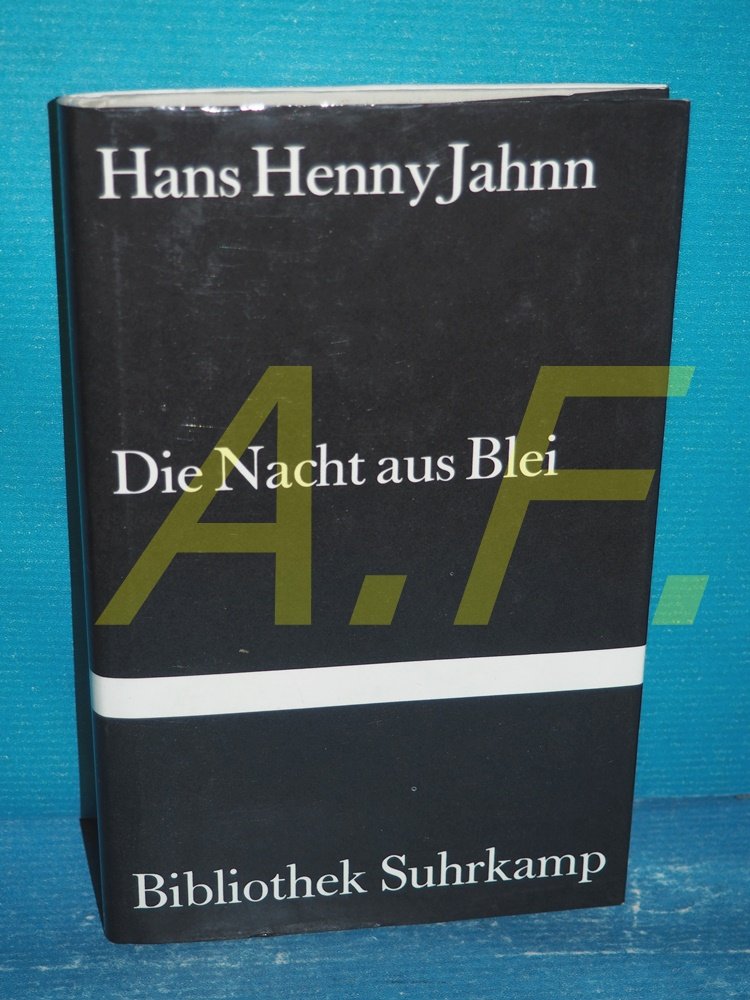 Hans Henny Jahnn
Die Nacht aus Blei
A.F.
Bibliothek Suhrkamp